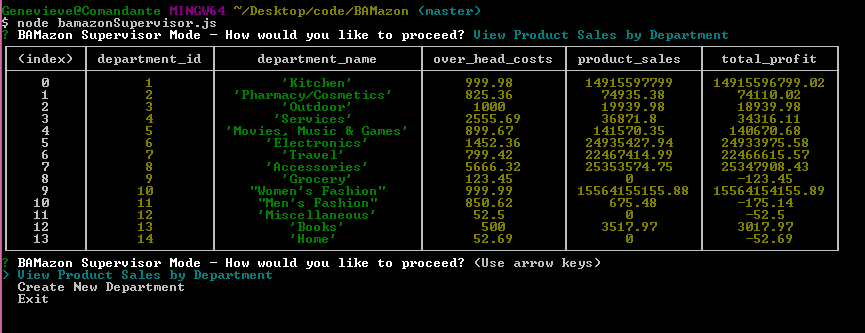 Genevieve@Comandante MINGW64 ~/Desktop/code/BAMazon (master)
$ node bamazonSupervisor.js
? BAMazon Supervisor Mode - How would you like to proceed? View Product Sales by Department
(index) department_id department_name over_head_costs product_sales total_profit
0 1 'Kitchen' 999.98 14915597799 14915596799.02
1 2 'Pharmacy/Cosmetics' 825.36 74935.38 74110.02
2 3 'Outdoor' 1000 19939.98 18939.98
3 4 'Services' 2555.69 36871.8 34316.11
4 5 'Movies, Music & Games' 899.67 141570.35 140670.68
5 6 'Electronics' 1452.36 24935427.94 24933975.58
6 7 'Travel' 799.42 22467414.99 22466615.57
7 8 'Accessories' 5666.32 25353574.75 25347908.43
8 9 'Grocery' 123.45 0 -123.45
9 10 "Women's Fashion" 999.99 15564155155.88 15564154155.89
10 11 "Men's Fashion" 850.62 675.48 -175.14
11 12 'Miscellaneous' 52.5 0 -52.5
12 13 'Books' 500 3517.97 3017.97
13 14 'Home' 52.69 0 -52.69
? BAMazon Supervisor Mode - How would you like to proceed? (Use arrow keys)
> View Product Sales by Department
Create New Department
Exit